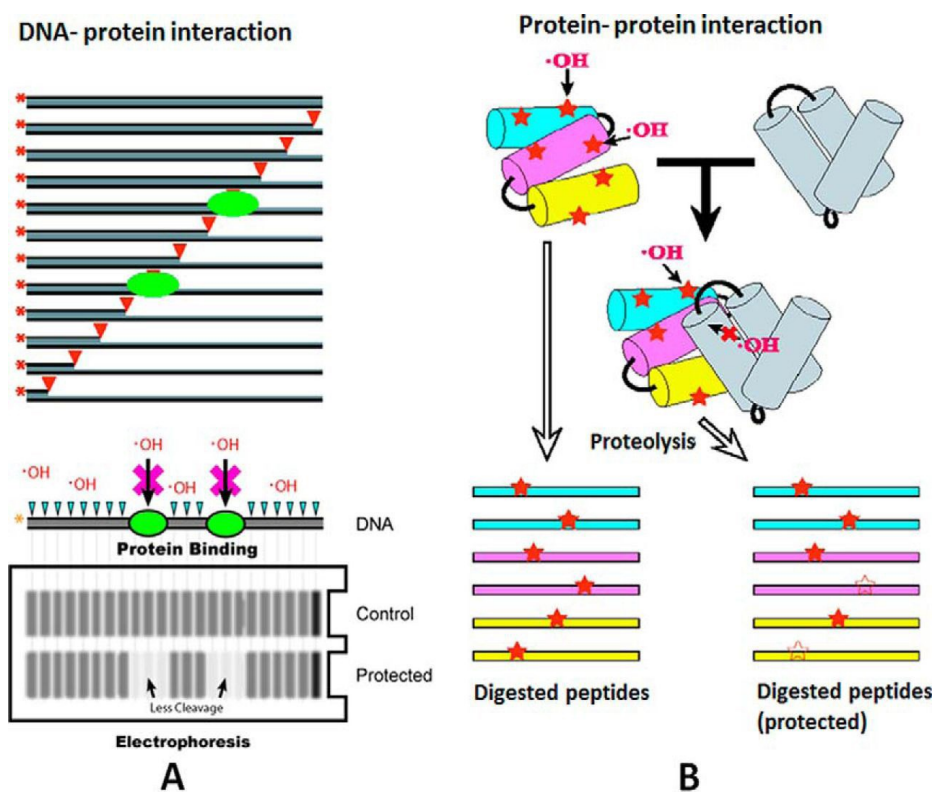 DNA- protein interaction
*
*
*
*
*
*
*
*
*
*
*
*
·OH
·OH
·OH
·OH
·OH
·OH
·OH
*
DNA
Protein Binding
Control
Protected
Less Cleavage
Electrophoresis
A
Protein- protein interaction
·OH
·OH
·OH
·OH
Proteolysis
Digested peptides
Digested peptides
(protected)
B